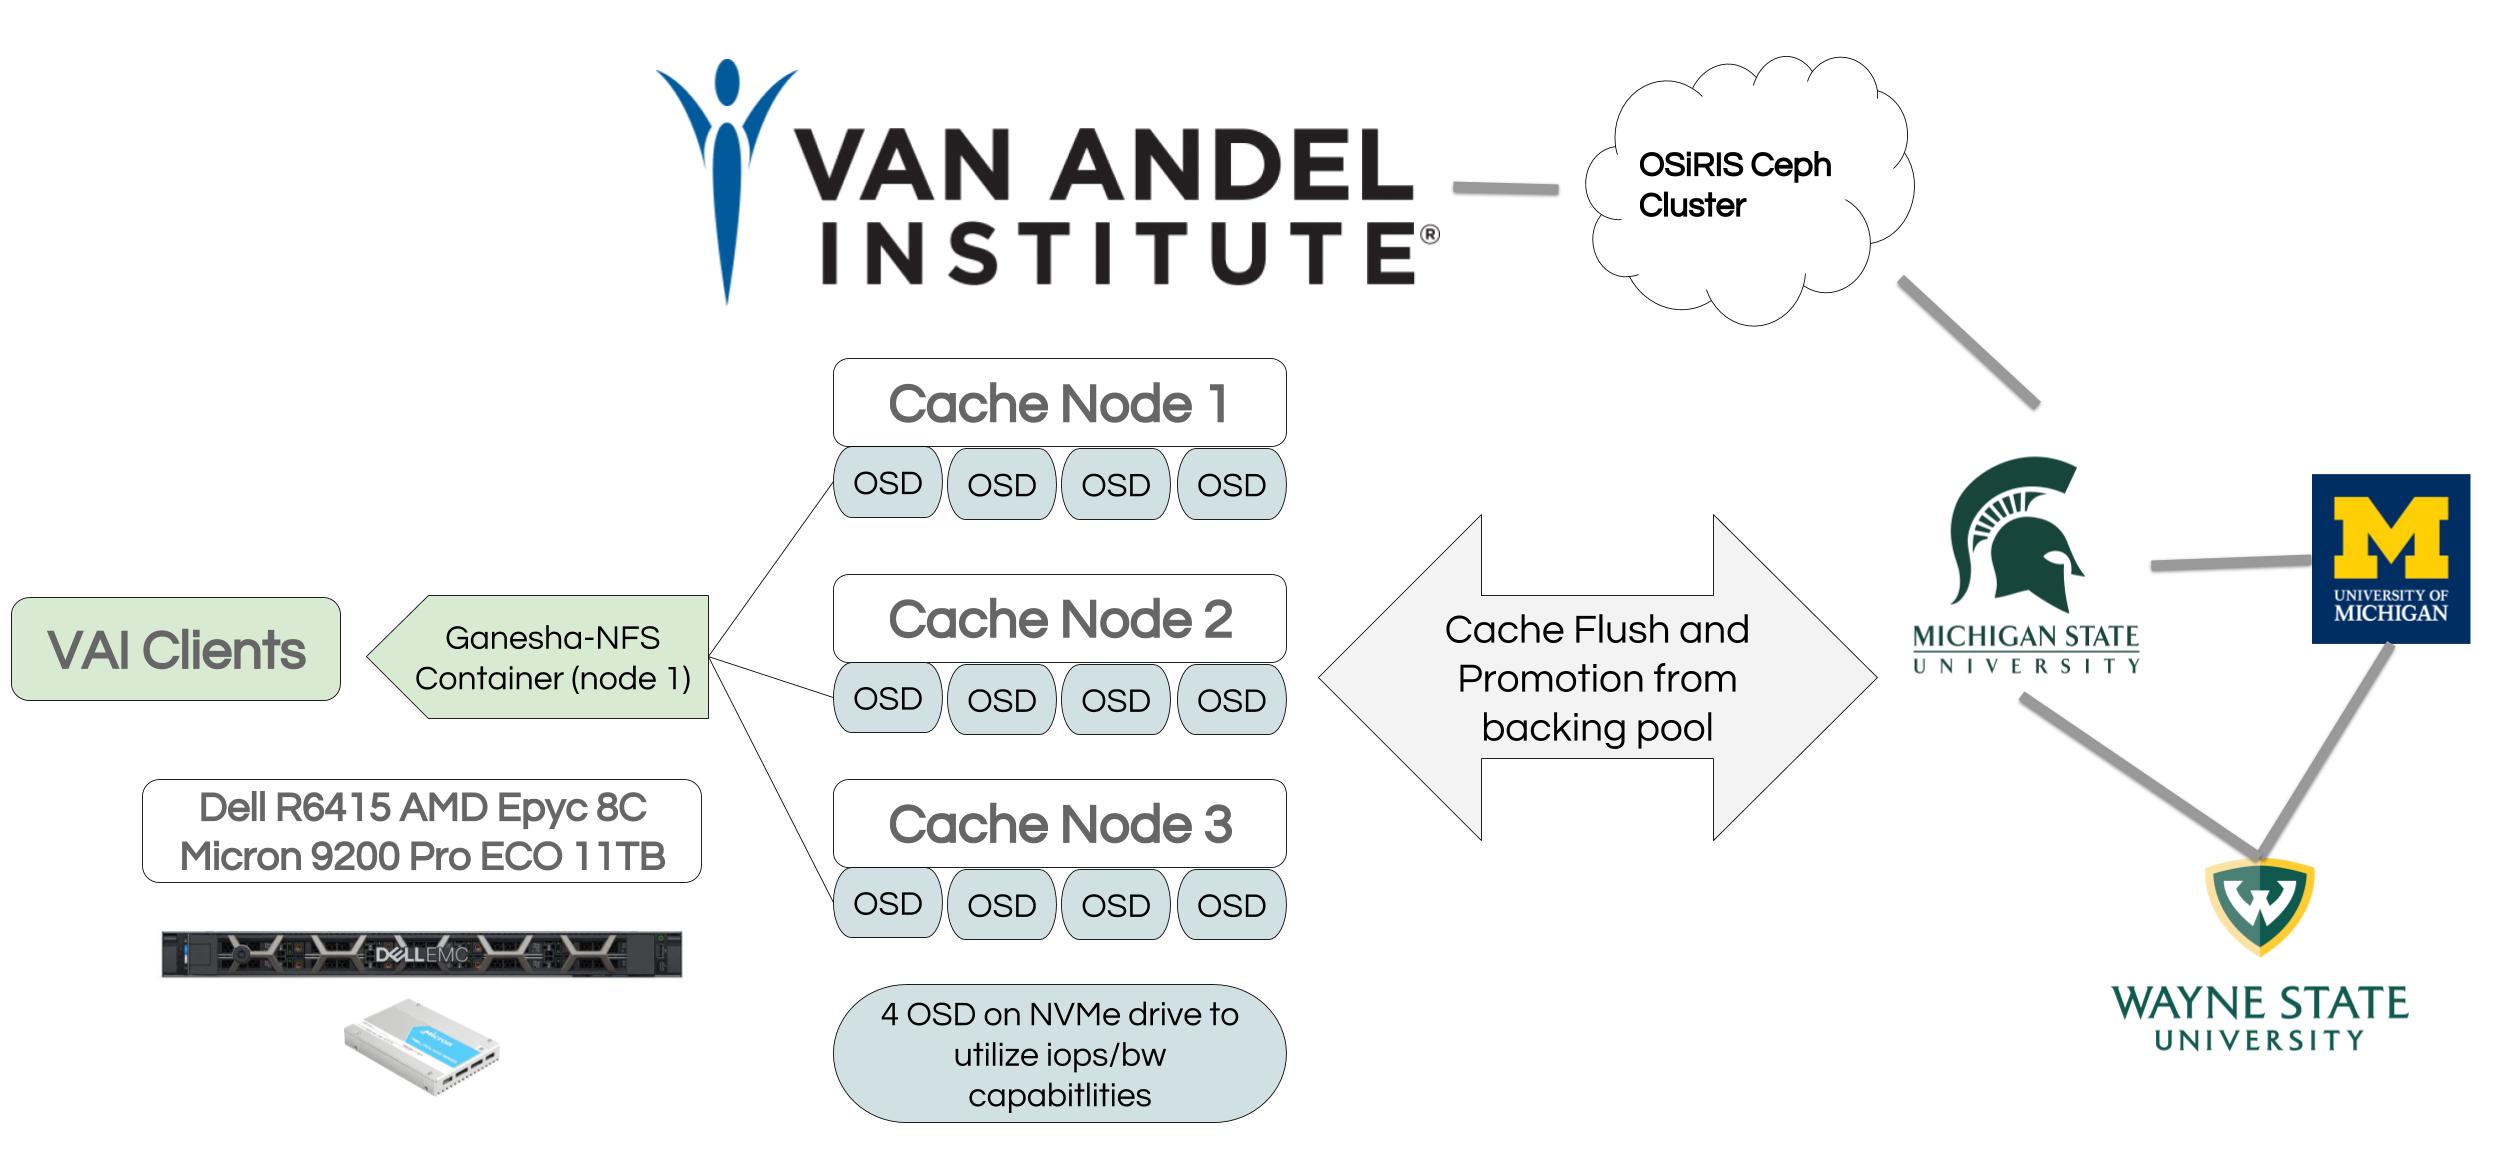 VAN ANDEL
INSTITUTE®
OSiRIS Ceph
Cluster
Cache Node 1
OSD OSD OSD OSD
Cache Node 2
OSD OSD OSD OSD
Cache Node 3
OSD OSD OSD OSD
4 OSD on NVMe drive to
utilize iops/bw
capabitlities
VAI Clients
Ganesha-NFS
Container (node 1)
Dell R6415 AMD Epyc 8C
Micron 9200 Pro ECO 11TB
DELLEMC
Micron
Cache Flush and
Promotion from
backing pool
MICHIGAN STATE
UNIVERSITY
M
UNIVERSITY OF
MICHIGAN
W
WAYNE STATE
UNIVERSITY